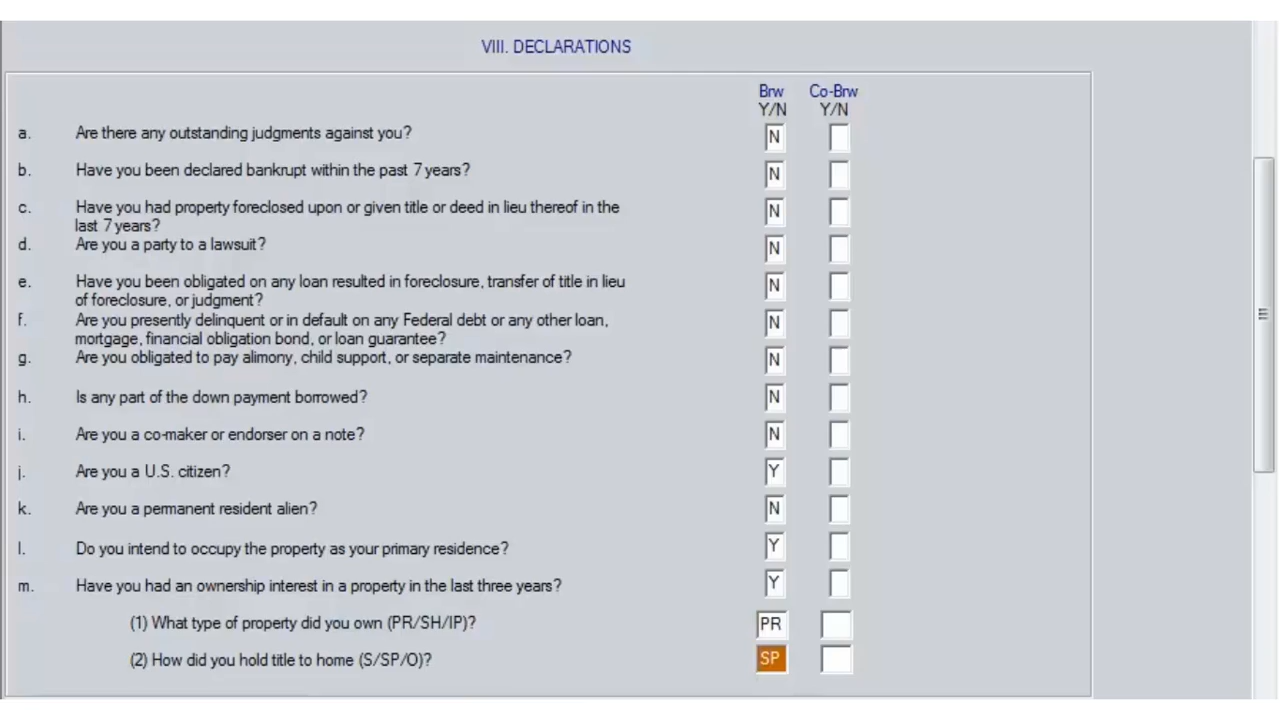 VIII. DECLARATIONS
Brw Co-Brw
Y/N Y/N
a. Are there any outstanding judgments against you? N
b. Have you been declared bankrupt within the past 7 years? N
c. Have you had property foreclosed upon or given title or deed in lieu thereof in the N
last 7 years?
d. Are you a party to a lawsuit? N
e. Have you been obligated on any loan resulted in foreclosure, transfer of title in lieu N
of foreclosure, or judgment?
f. Are you presently delinquent or in default on any Federal debt or any other loan, N
mortgage, financial obligation bond, or loan guarantee?
g. Are you obligated to pay alimony, child support, or separate maintenance? N
h. Is any part of the down payment borrowed? N
i. Are you a co-maker or endorser on a note? N
j. Are you a U.S. citizen? Y
k. Are you a permanent resident alien? N
l. Do you intend to occupy the property as your primary residence? Y
m. Have you had an ownership interest in a property in the last three years? Y
(1) What type of property did you own (PR/SH/IP)? PR
(2) How did you hold title to home (S/SP/O)? SP